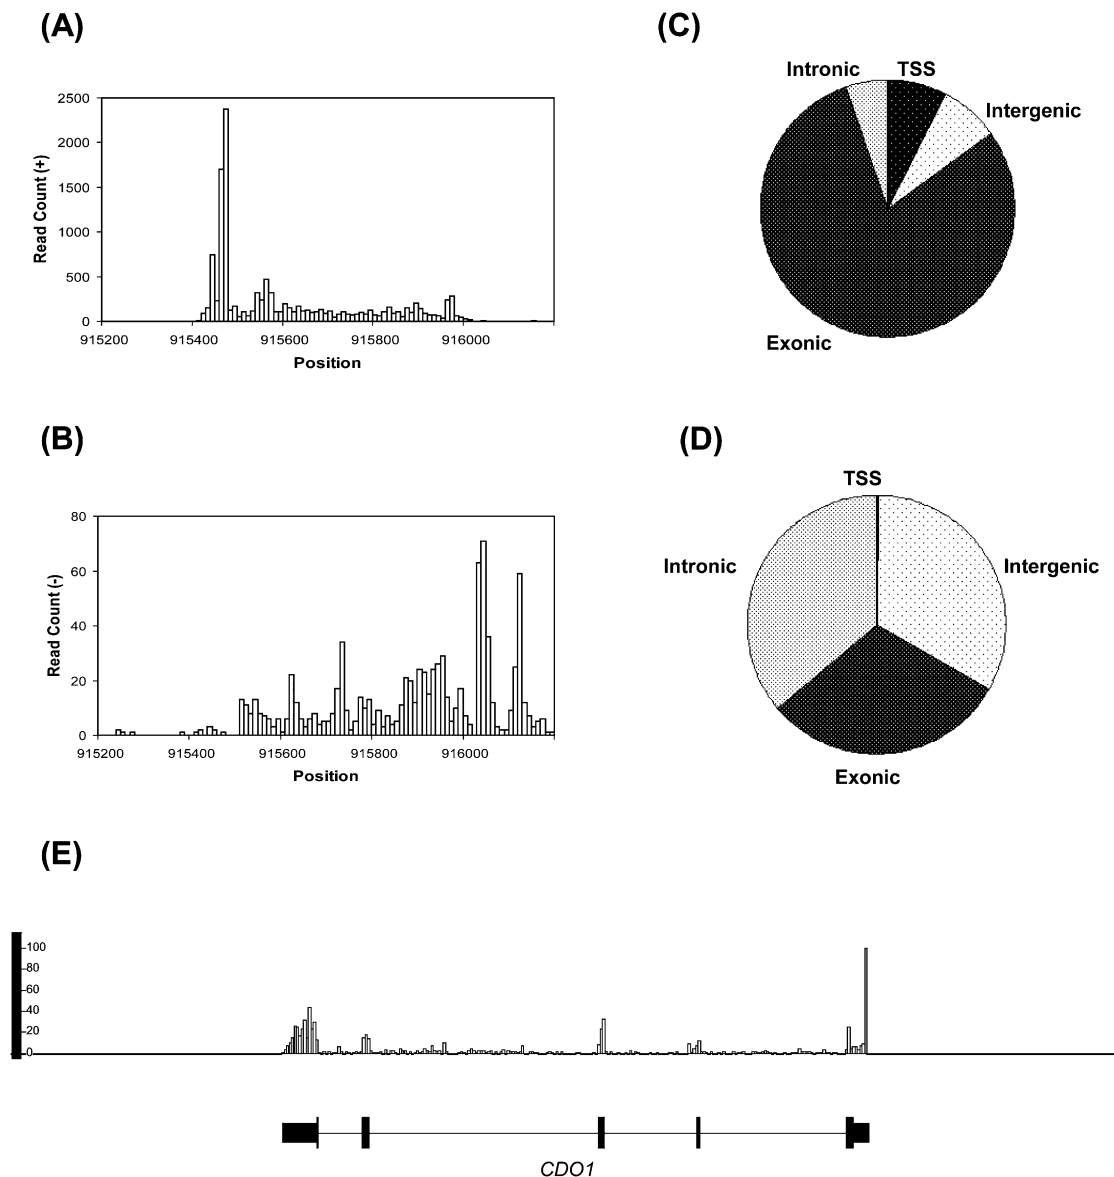 (A)
2500
2000
1500
1000
500
0
Read Count (+)
915200 915400 915600 915800 916000
Position
(C)
Intronic TSS
Intergenic
Exonic
(B)
80
60
40
20
0
Read Count (-)
915200 915400 915600 915800 916000
Position
(D)
TSS
Intronic Intergenic
Exonic
(E)
100
80
60
40
20
0
CDO1